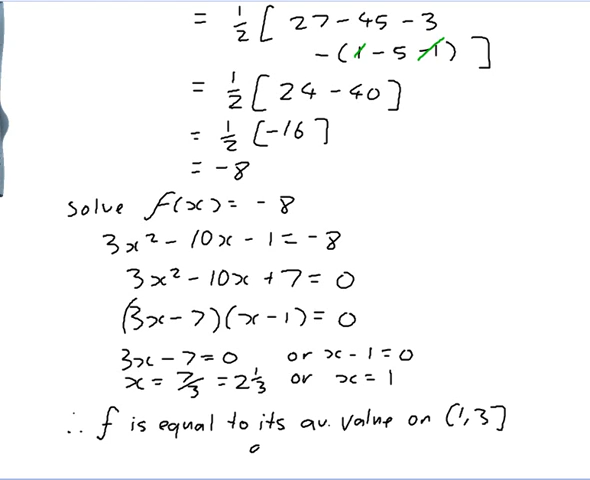 = 1/2 [ 27 - 45 - 3
- (1 - 5 - 1) ]
= 1/2 [ 24 - 40 ]
= 1/2 [-16]
= -8
Solve f(x) = -8
3x² - 10x - 1 = -8
3x² - 10x + 7 = 0
(3x - 7)(x - 1) = 0
3x - 7 = 0 or x - 1 = 0
x = 7/3 = 2 1/3 or x = 1
∴ f is equal to its av. value on (1, 3]